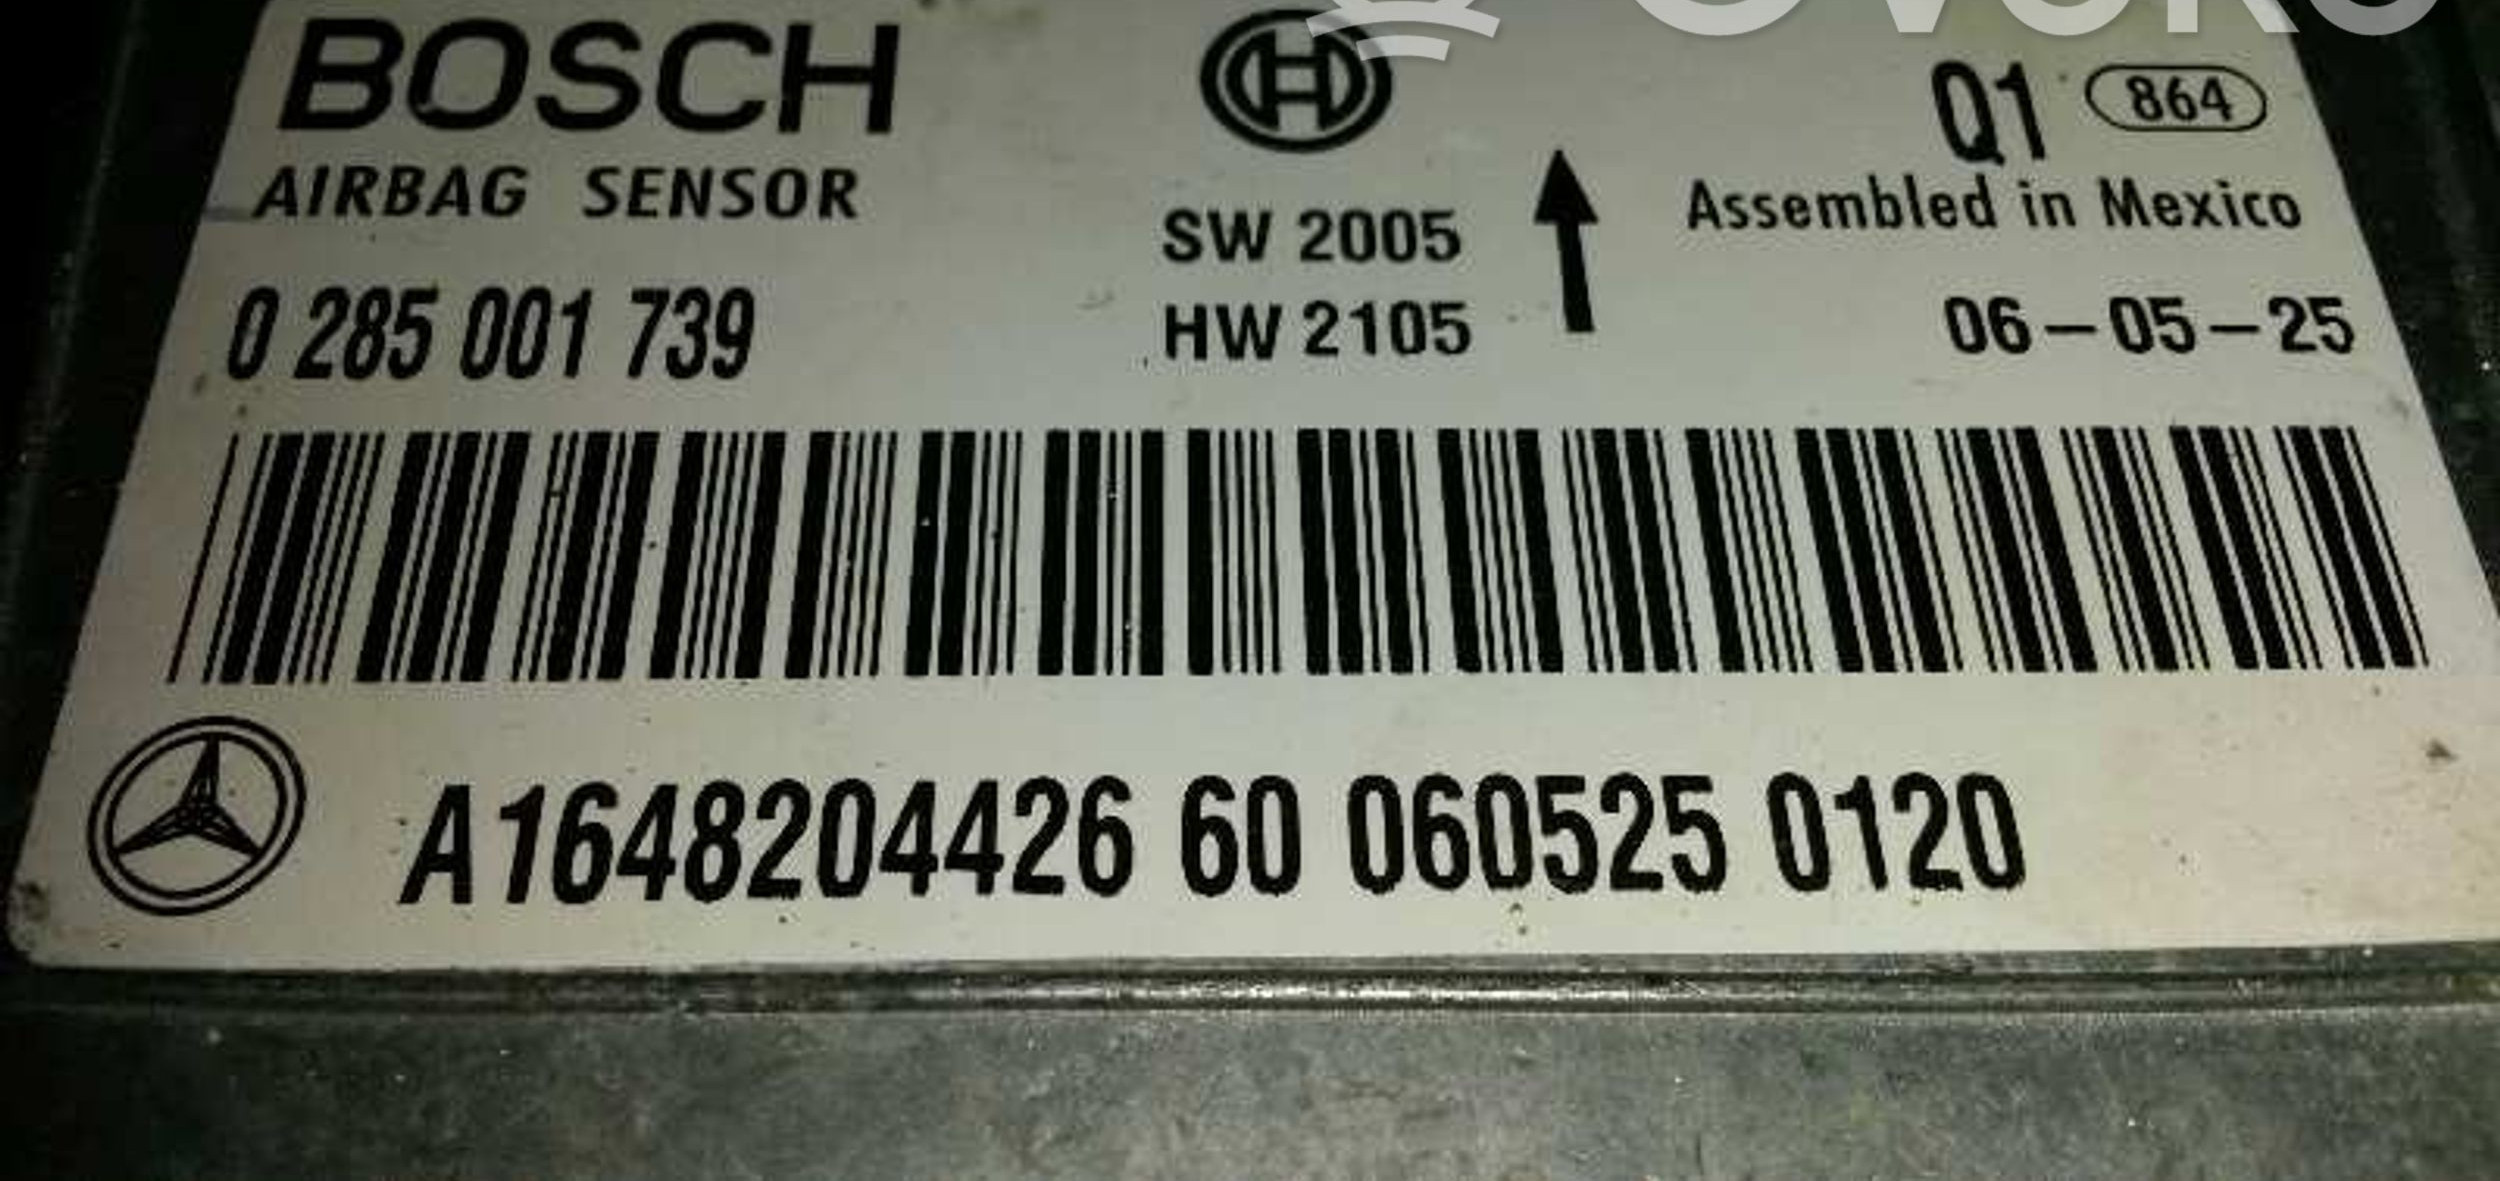 BOSCH
Q1 864
AIRBAG SENSOR
Assembled in Mexico
SW 2005
0 285 001 739
HW 2105
06-05-25
A1648204426 60 060525 0120